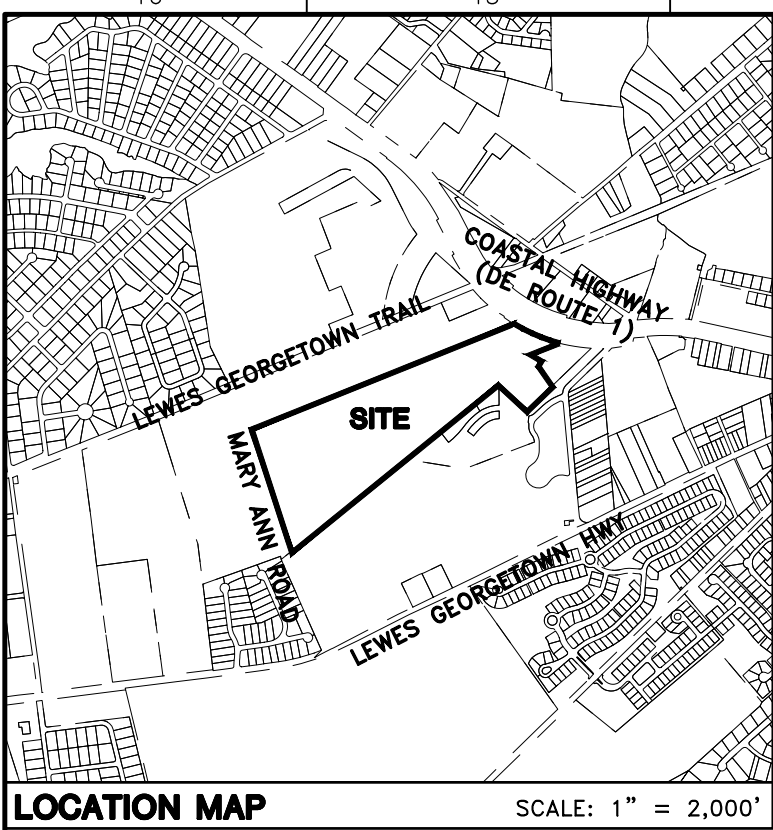 COASTAL HIGHWAY
(DE ROUTE 1)
LEWES GEORGETOWN TRAIL
SITE
MARY ANN ROAD
LEWES GEORGETOWN HWY
LOCATION MAP
SCALE: 1" = 2,000'